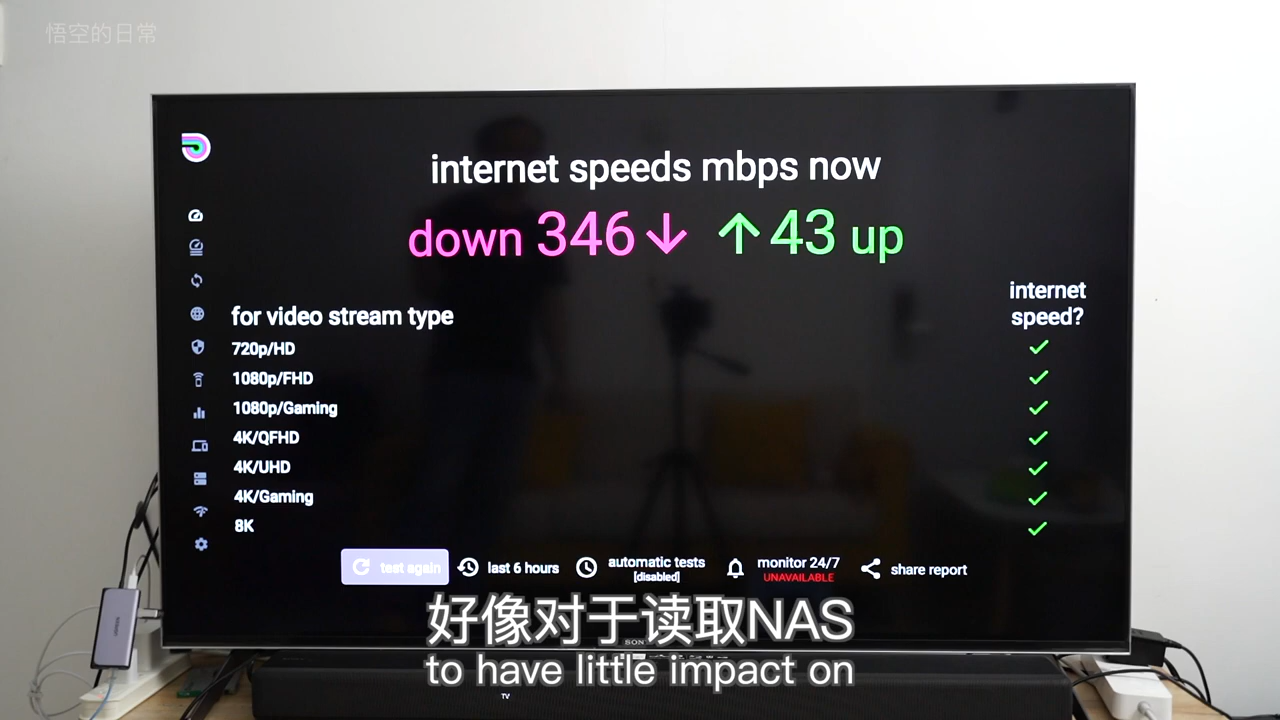 悟空的日常
internet speeds mbps now
down 346↓ ↑43 up
internet
speed?
for video stream type
720p/HD
1080p/FHD
1080p/Gaming
4K/QFHD
4K/UHD
4K/Gaming
8K
test again
last 6 hours
automatic tests
[disabled]
monitor 24/7
UNAVAILABLE
share report
好像对于读取NAS
SONY
to have little impact on
TV